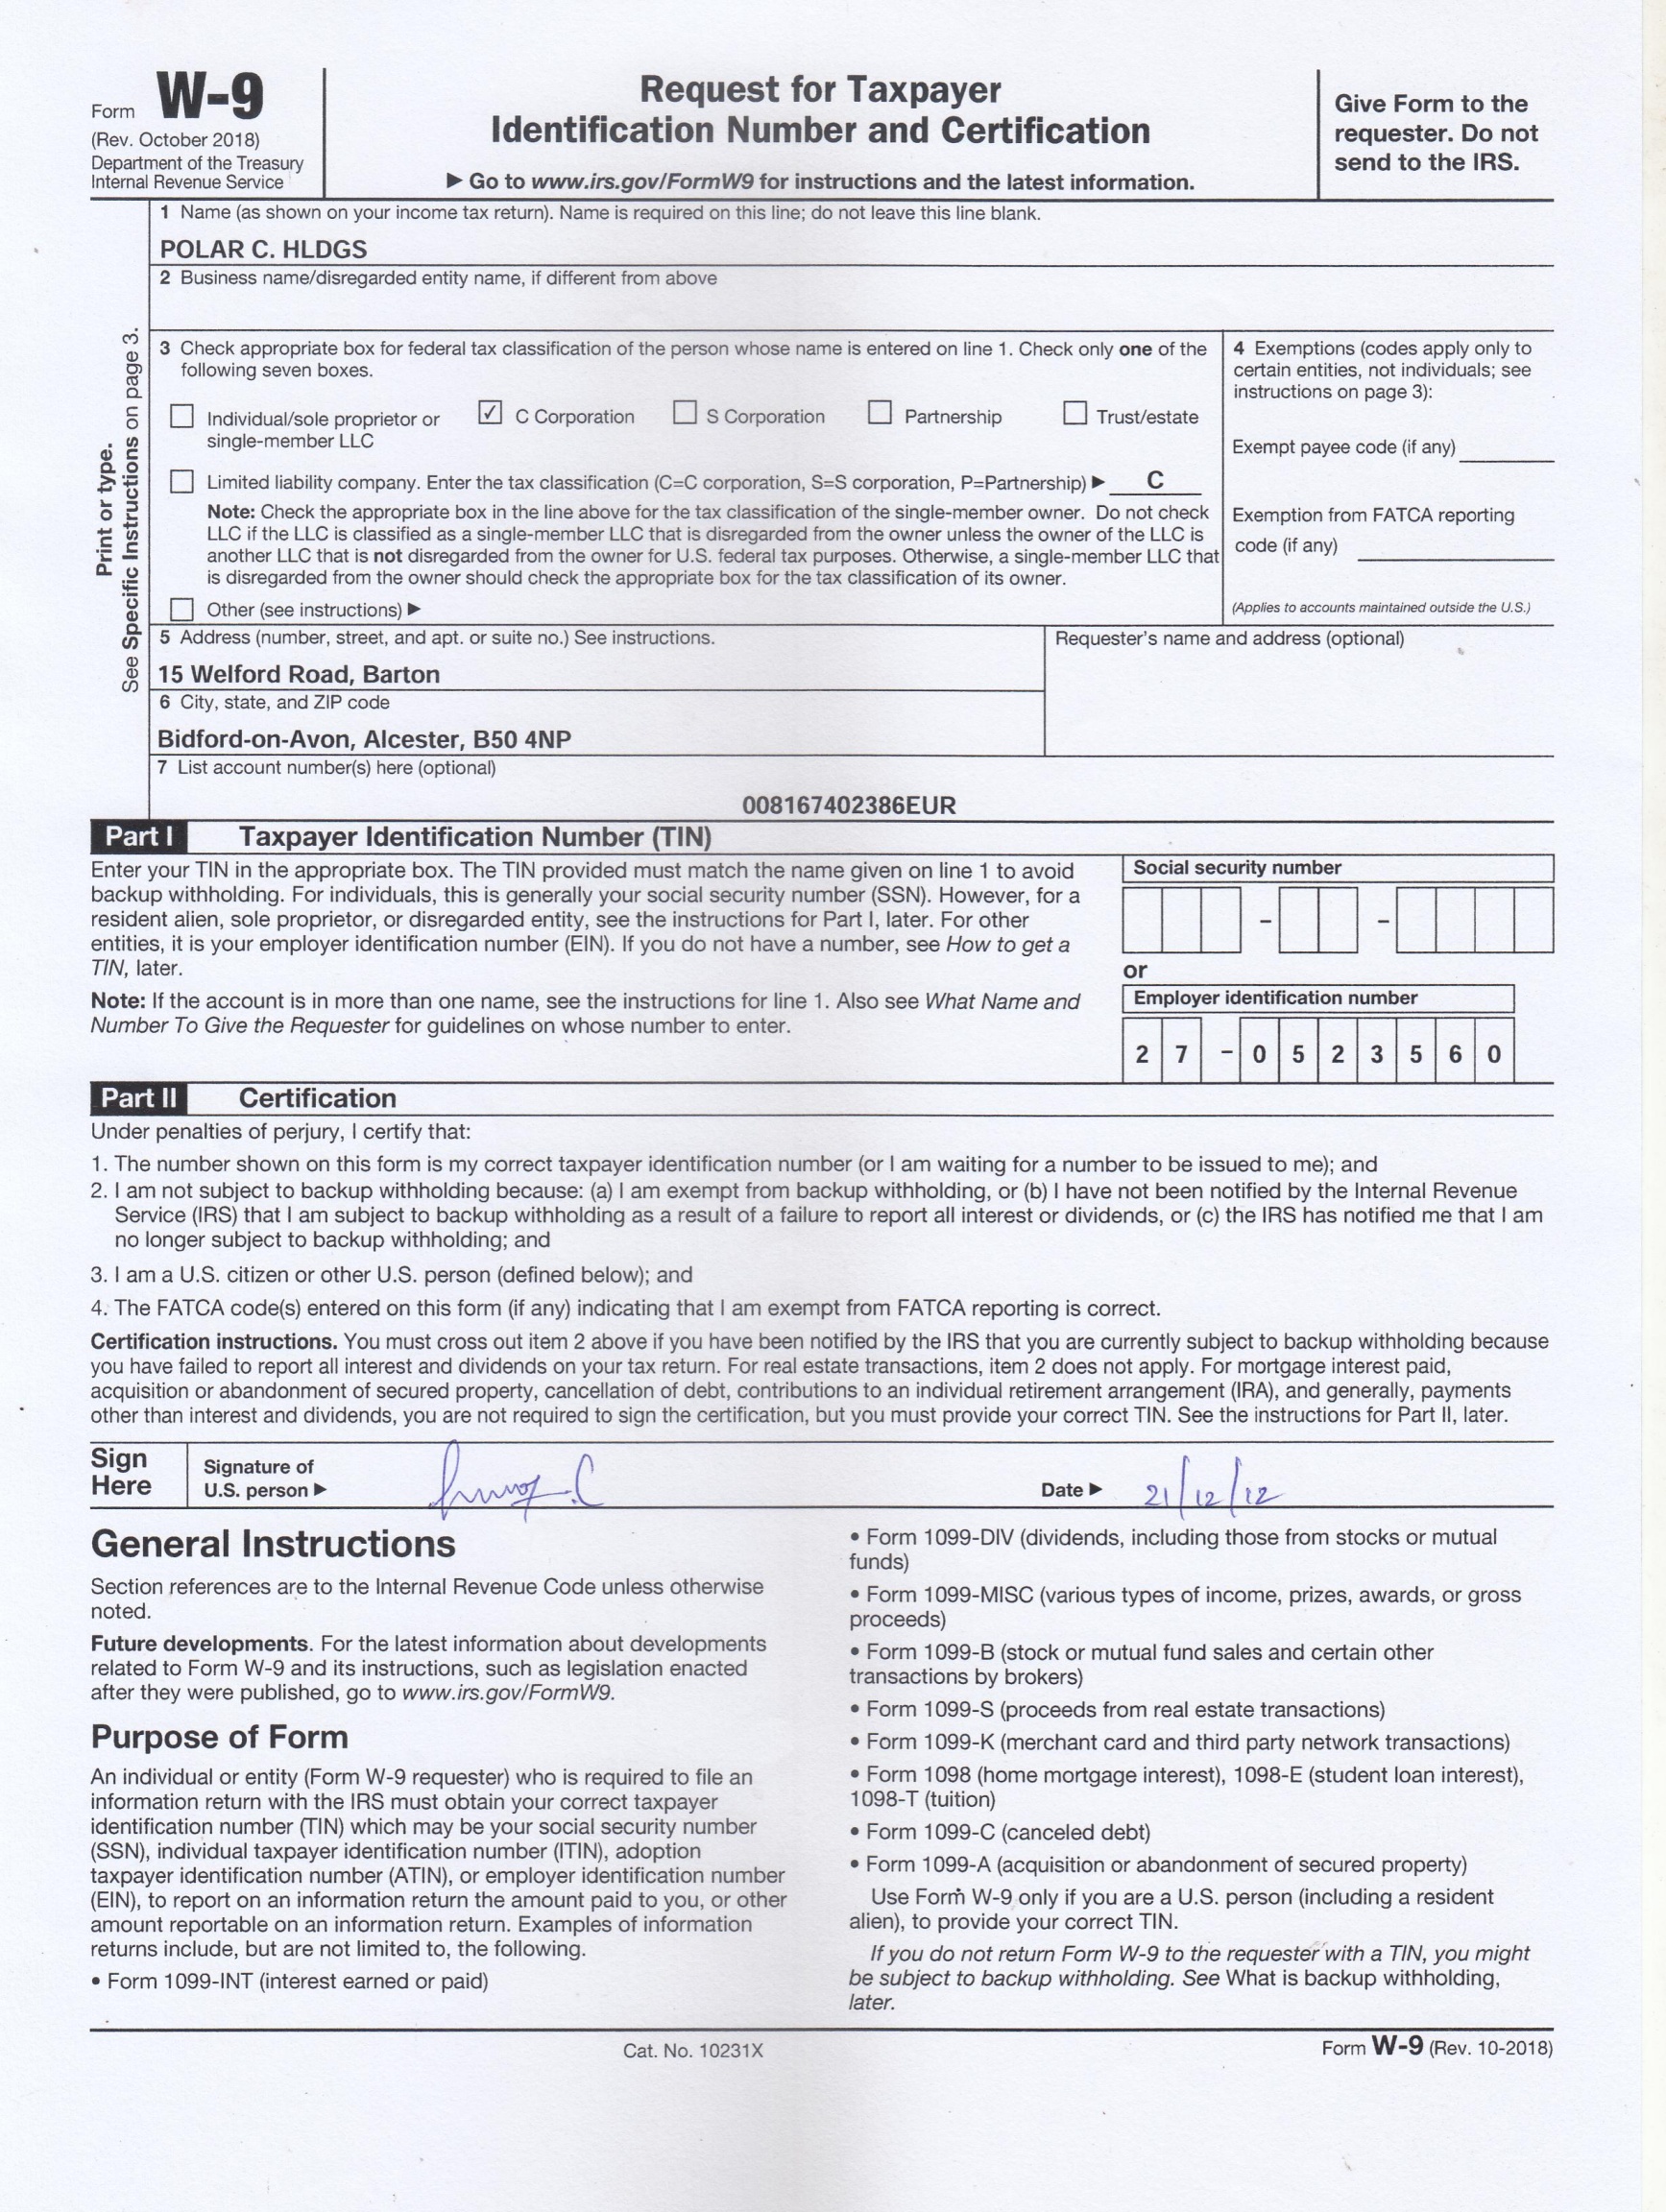 Form W-9
(Rev. October 2018)
Department of the Treasury
Internal Revenue Service
Request for Taxpayer
Identification Number and Certification
▶ Go to www.irs.gov/FormW9 for instructions and the latest information.
Give Form to the
requester. Do not
send to the IRS.
Print or type.
See Specific Instructions on page 3.
1 Name (as shown on your income tax return). Name is required on this line; do not leave this line blank.
POLAR C. HLDGS
2 Business name/disregarded entity name, if different from above
3 Check appropriate box for federal tax classification of the person whose name is entered on line 1. Check only one of the
following seven boxes.
☐ Individual/sole proprietor or
single-member LLC
☑ C Corporation
☐ S Corporation
☐ Partnership
☐ Trust/estate
☐ Limited liability company. Enter the tax classification (C=C corporation, S=S corporation, P=Partnership) ▶ C
Note: Check the appropriate box in the line above for the tax classification of the single-member owner. Do not check
LLC if the LLC is classified as a single-member LLC that is disregarded from the owner unless the owner of the LLC is
another LLC that is not disregarded from the owner for U.S. federal tax purposes. Otherwise, a single-member LLC that
is disregarded from the owner should check the appropriate box for the tax classification of its owner.
☐ Other (see instructions) ▶
4 Exemptions (codes apply only to
certain entities, not individuals; see
instructions on page 3):
Exempt payee code (if any)
Exemption from FATCA reporting
code (if any)
(Applies to accounts maintained outside the U.S.)
5 Address (number, street, and apt. or suite no.) See instructions.
15 Welford Road, Barton
6 City, state, and ZIP code
Bidford-on-Avon, Alcester, B50 4NP
Requester's name and address (optional)
7 List account number(s) here (optional)
008167402386EUR
Part I Taxpayer Identification Number (TIN)
Enter your TIN in the appropriate box. The TIN provided must match the name given on line 1 to avoid
backup withholding. For individuals, this is generally your social security number (SSN). However, for a
resident alien, sole proprietor, or disregarded entity, see the instructions for Part I, later. For other
entities, it is your employer identification number (EIN). If you do not have a number, see How to get a
TIN, later.
Note: If the account is in more than one name, see the instructions for line 1. Also see What Name and
Number To Give the Requester for guidelines on whose number to enter.
Social security number
– –
or
Employer identification number
2 7 – 0 5 2 3 5 6 0
Part II Certification
Under penalties of perjury, I certify that:
1. The number shown on this form is my correct taxpayer identification number (or I am waiting for a number to be issued to me); and
2. I am not subject to backup withholding because: (a) I am exempt from backup withholding, or (b) I have not been notified by the Internal Revenue
Service (IRS) that I am subject to backup withholding as a result of a failure to report all interest or dividends, or (c) the IRS has notified me that I am
no longer subject to backup withholding; and
3. I am a U.S. citizen or other U.S. person (defined below); and
4. The FATCA code(s) entered on this form (if any) indicating that I am exempt from FATCA reporting is correct.
Certification instructions. You must cross out item 2 above if you have been notified by the IRS that you are currently subject to backup withholding because
you have failed to report all interest and dividends on your tax return. For real estate transactions, item 2 does not apply. For mortgage interest paid,
acquisition or abandonment of secured property, cancellation of debt, contributions to an individual retirement arrangement (IRA), and generally, payments
other than interest and dividends, you are not required to sign the certification, but you must provide your correct TIN. See the instructions for Part II, later.
Sign
Here
Signature of
U.S. person ▶
Date ▶ 21/12/12
General Instructions
Section references are to the Internal Revenue Code unless otherwise
noted.
Future developments. For the latest information about developments
related to Form W-9 and its instructions, such as legislation enacted
after they were published, go to www.irs.gov/FormW9.
Purpose of Form
An individual or entity (Form W-9 requester) who is required to file an
information return with the IRS must obtain your correct taxpayer
identification number (TIN) which may be your social security number
(SSN), individual taxpayer identification number (ITIN), adoption
taxpayer identification number (ATIN), or employer identification number
(EIN), to report on an information return the amount paid to you, or other
amount reportable on an information return. Examples of information
returns include, but are not limited to, the following.
• Form 1099-INT (interest earned or paid)
• Form 1099-DIV (dividends, including those from stocks or mutual
funds)
• Form 1099-MISC (various types of income, prizes, awards, or gross
proceeds)
• Form 1099-B (stock or mutual fund sales and certain other
transactions by brokers)
• Form 1099-S (proceeds from real estate transactions)
• Form 1099-K (merchant card and third party network transactions)
• Form 1098 (home mortgage interest), 1098-E (student loan interest),
1098-T (tuition)
• Form 1099-C (canceled debt)
• Form 1099-A (acquisition or abandonment of secured property)
Use Form W-9 only if you are a U.S. person (including a resident
alien), to provide your correct TIN.
If you do not return Form W-9 to the requester with a TIN, you might
be subject to backup withholding. See What is backup withholding,
later.
Cat. No. 10231X
Form W-9 (Rev. 10-2018)